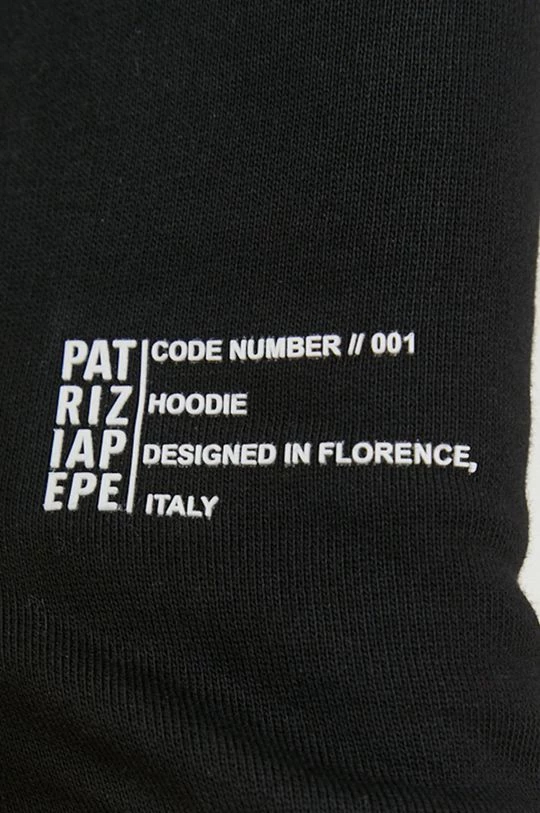 PAT
RIZ
IAP
EPE
CODE NUMBER // 001
HOODIE
DESIGNED IN FLORENCE,
ITALY